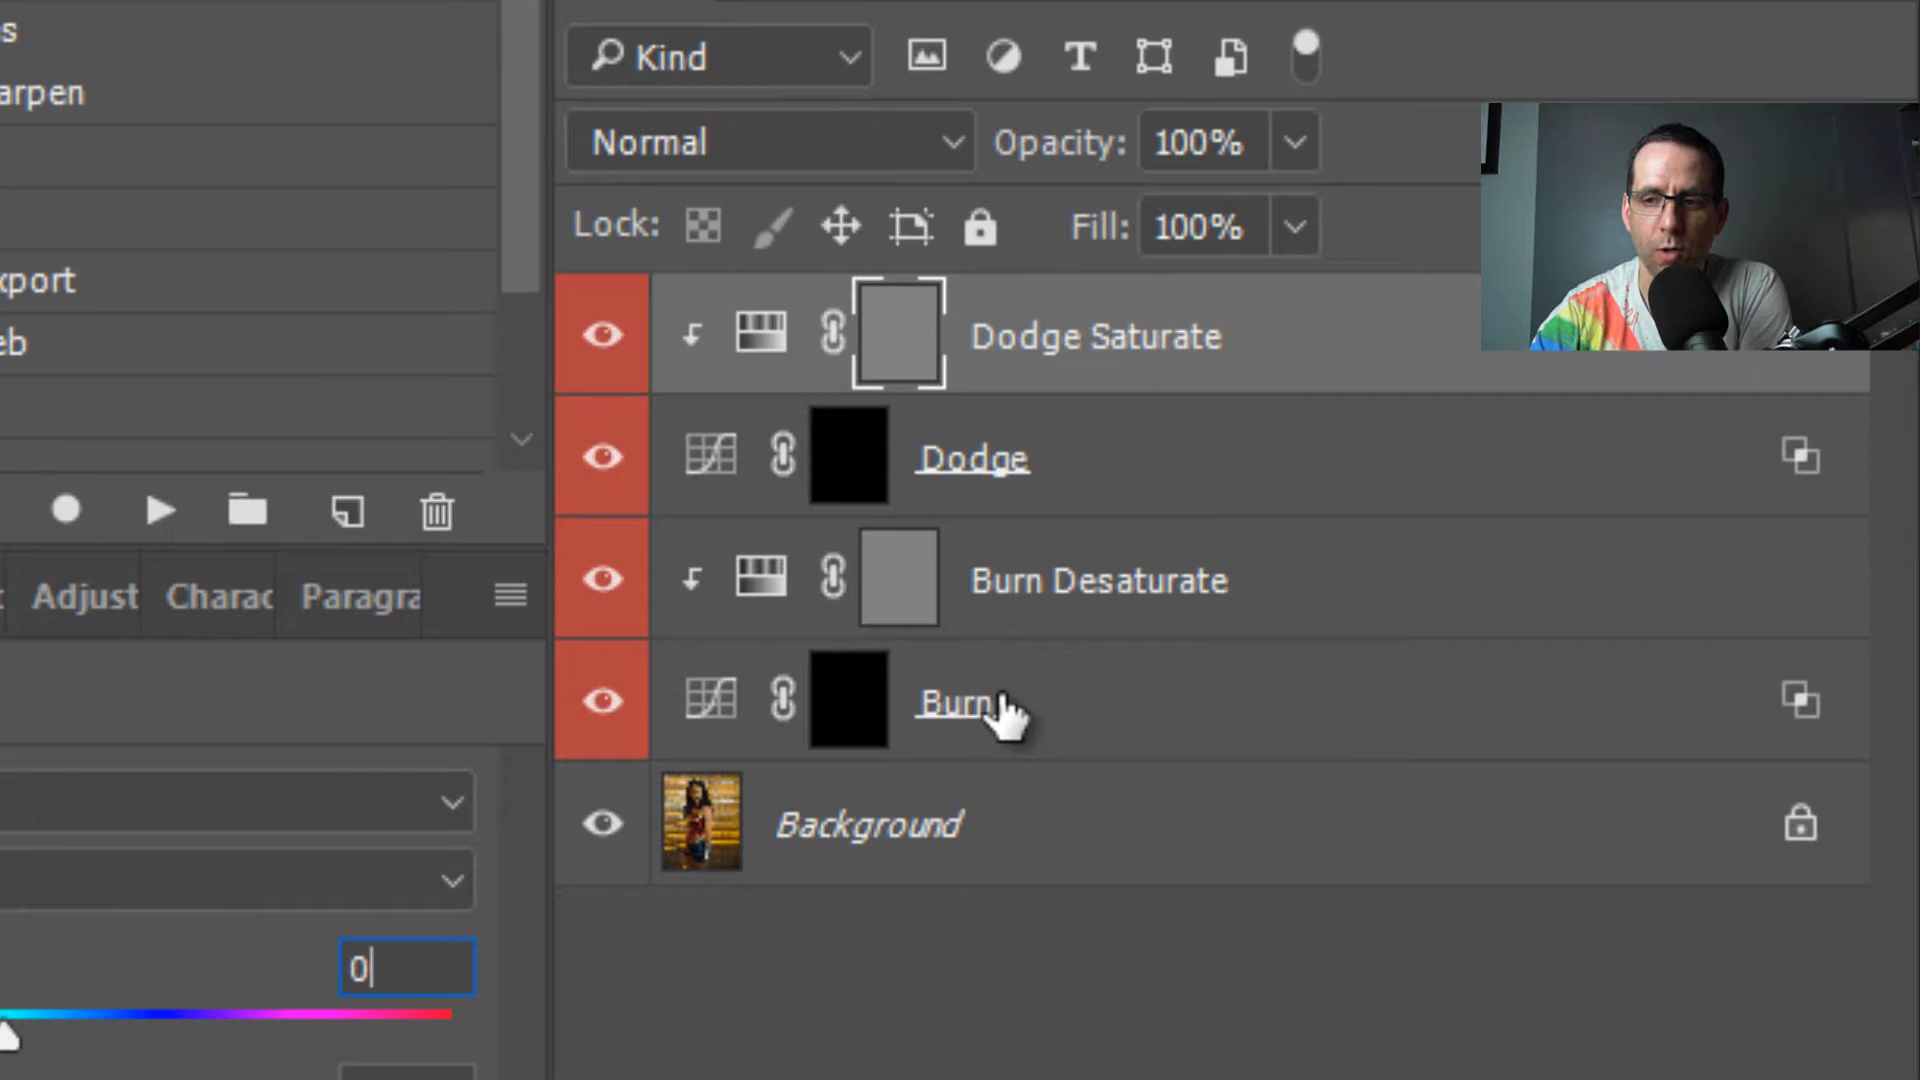 s
arpen
xport
eb
Adjust Charac Paragra
0
Kind
Normal Opacity: 100%
Lock: Fill: 100%
Dodge Saturate
Dodge
Burn Desaturate
Burn
Background